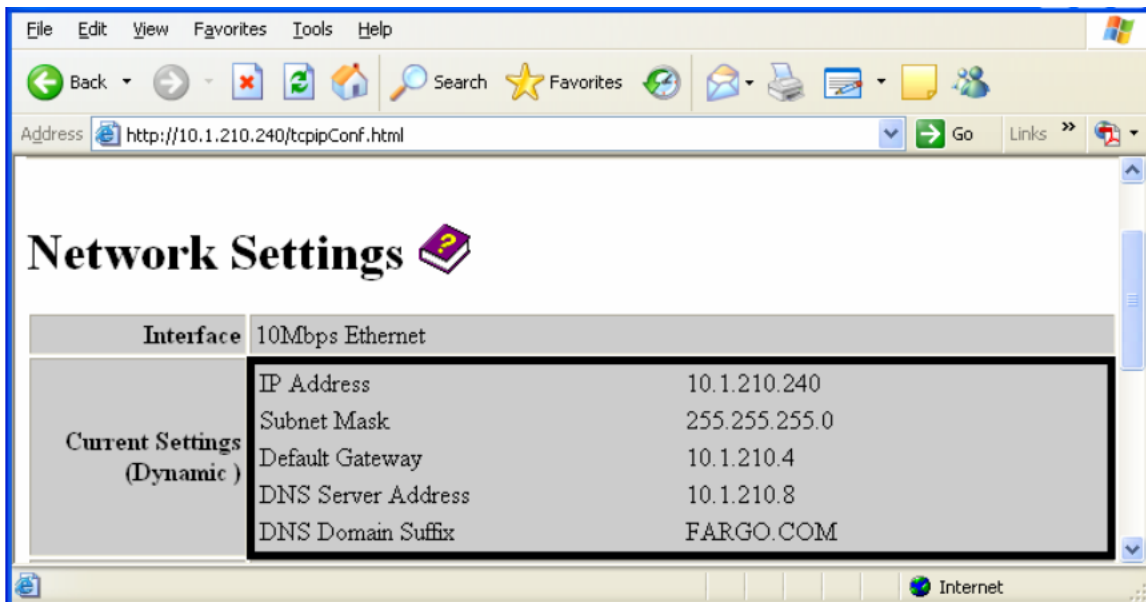 File Edit View Favorites Tools Help
Back Search Favorites
Address http://10.1.210.240/tcpipConf.html Go Links »
Network Settings ?
Interface 10Mbps Ethernet
Current Settings (Dynamic )
IP Address 10.1.210.240
Subnet Mask 255.255.255.0
Default Gateway 10.1.210.4
DNS Server Address 10.1.210.8
DNS Domain Suffix FARGO.COM
Internet